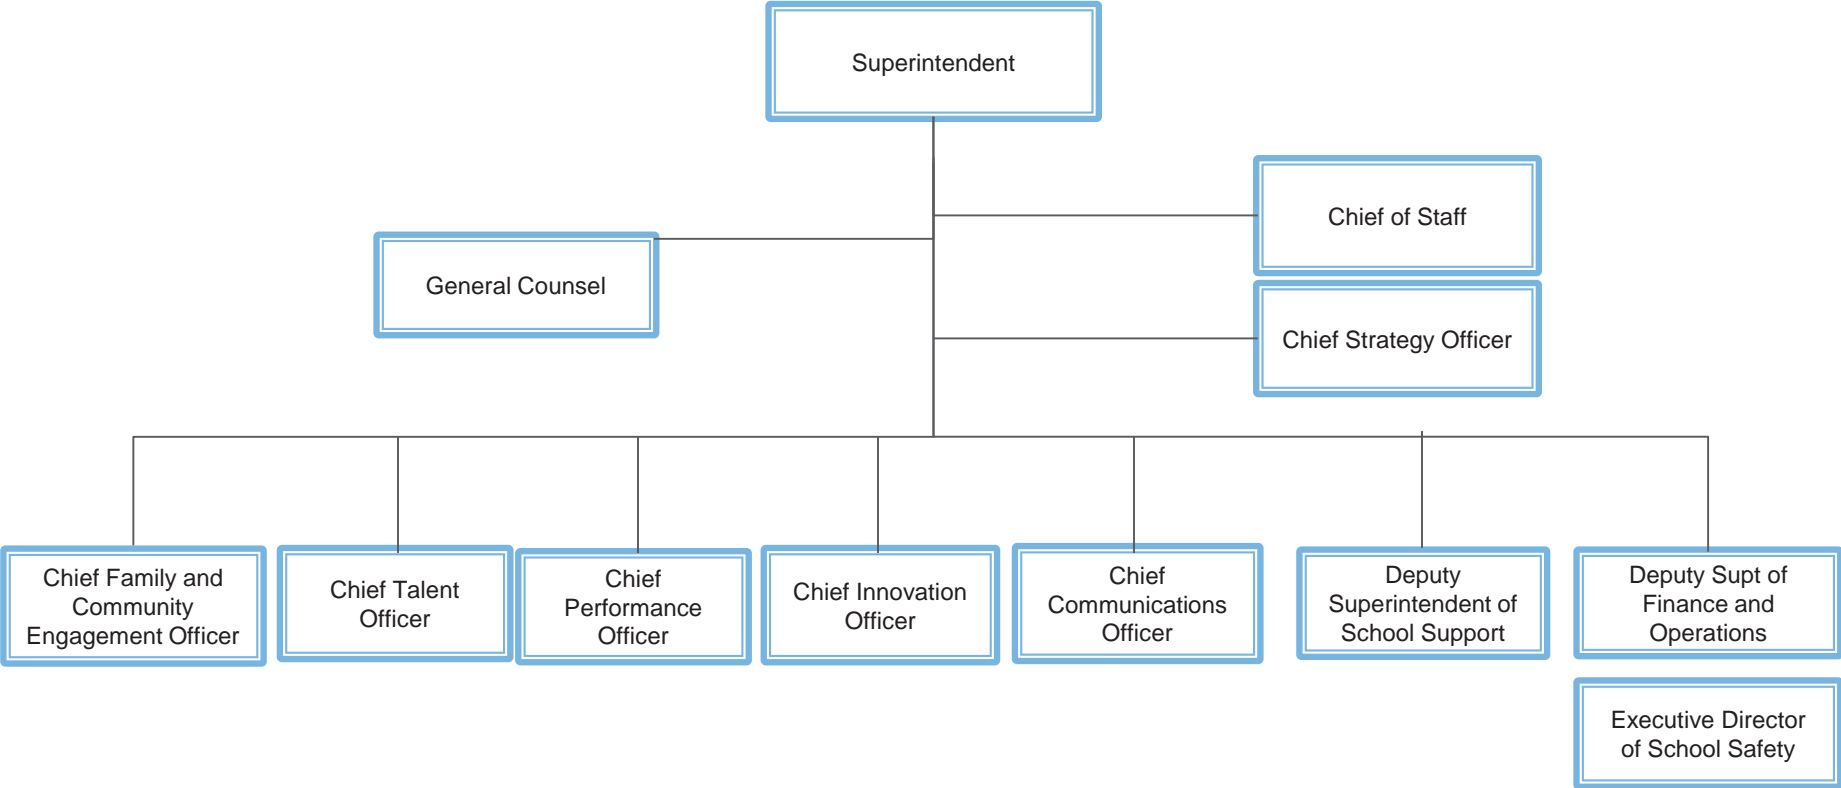 Superintendent
Chief of Staff
General Counsel
Chief Strategy Officer
Chief Family and
Community
Engagement Officer
Chief Talent
Officer
Chief
Performance
Officer
Chief Innovation
Officer
Chief
Communications
Officer
Deputy
Superintendent of
School Support
Deputy Supt of
Finance and
Operations
Executive Director
of School Safety